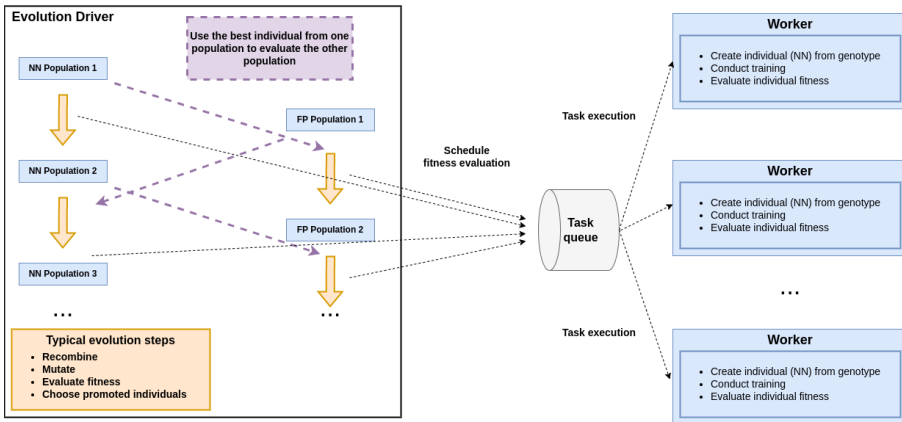 Evolution Driver
Use the best individual from one
population to evaluate the other
population
NN Population 1
FP Population 1
NN Population 2
FP Population 2
NN Population 3
...
...
Typical evolution steps
• Recombine
• Mutate
• Evaluate fitness
• Choose promoted individuals
Schedule
fitness evaluation
Task
queue
Task execution
Task execution
Worker
• Create individual (NN) from genotype
• Conduct training
• Evaluate individual fitness
Worker
• Create individual (NN) from genotype
• Conduct training
• Evaluate individual fitness
...
Worker
• Create individual (NN) from genotype
• Conduct training
• Evaluate individual fitness